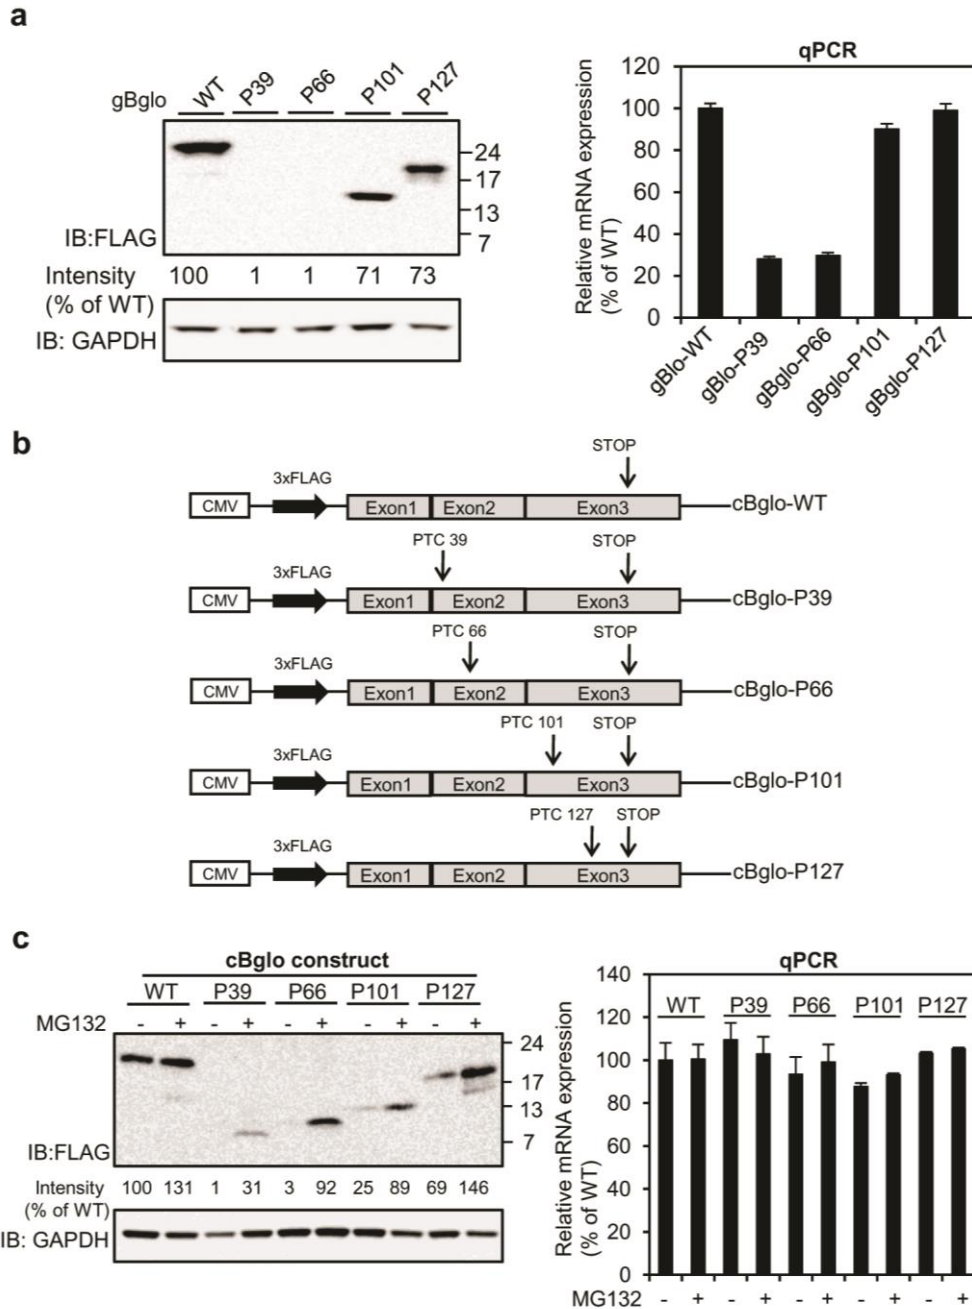 a
gBglo WT P39 P66 P101 P127
24
17
13
7
IB:FLAG
Intensity 100 1 1 71 73
(% of WT)
IB: GAPDH
qPCR
Relative mRNA expression
(% of WT)
120
100
80
60
40
20
0
gBlo-WT
gBlo-P39
gBglo-P66
gBglo-P101
gBglo-P127
b
STOP
3xFLAG
CMV Exon1 Exon2 Exon3 cBglo-WT
PTC 39 STOP
3xFLAG
CMV Exon1 Exon2 Exon3 cBglo-P39
PTC 66 STOP
3xFLAG
CMV Exon1 Exon2 Exon3 cBglo-P66
PTC 101 STOP
3xFLAG
CMV Exon1 Exon2 Exon3 cBglo-P101
PTC 127 STOP
3xFLAG
CMV Exon1 Exon2 Exon3 cBglo-P127
c
cBglo construct
WT P39 P66 P101 P127
MG132 - + - + - + - + - +
24
17
13
7
IB:FLAG
Intensity 100 131 1 31 3 92 25 89 69 146
(% of WT)
IB: GAPDH
qPCR
Relative mRNA expression
(% of WT)
140
120
100
80
60
40
20
0
WT P39 P66 P101 P127
MG132 - + - + - + - + - +